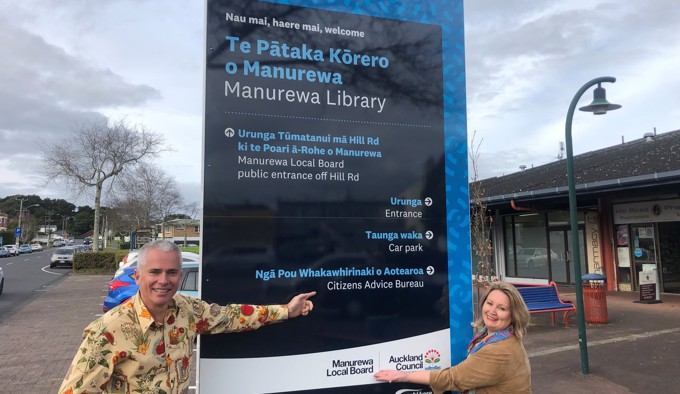 Nau mai, haere mai, welcome
Te Pātaka Kōrero
o Manurewa
Manurewa Library
Urunga Tūmatanui mā Hill Rd
ki te Poari ā-Rohe o Manurewa
Manurewa Local Board
public entrance off Hill Rd
Urunga
Entrance
Taunga waka
Car park
Ngā Pou Whakawhirinaki o Aotearoa
Citizens Advice Bureau
Manurewa
Local Board
Auckland
Council